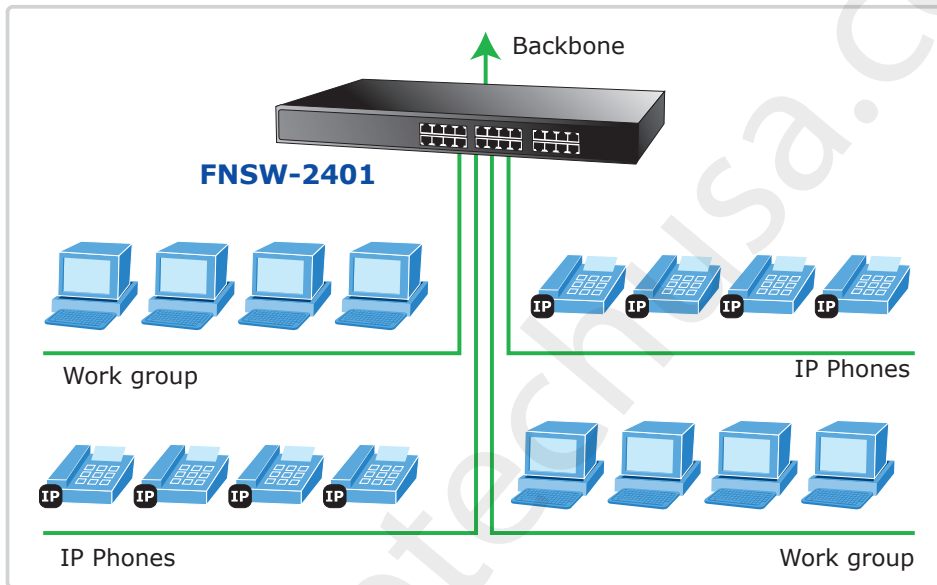 Backbone
FNSW-2401
IP IP IP IP
Work group
IP Phones
IP IP IP IP
IP Phones
Work group
techusa.c